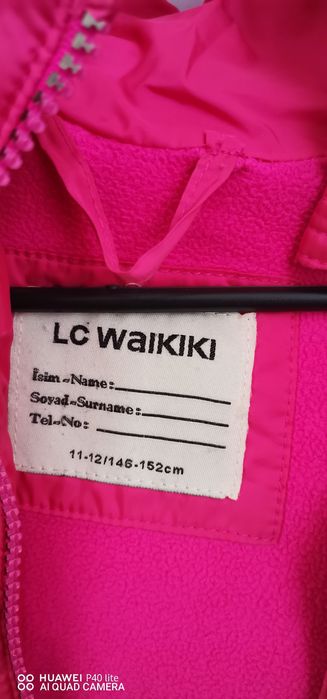 LC WAIKIKI
İsim-Name:
Soyad-Surname:
Tel-No:
11-12/146-152cm
HUAWEI P40 lite
AI QUAD CAMERA